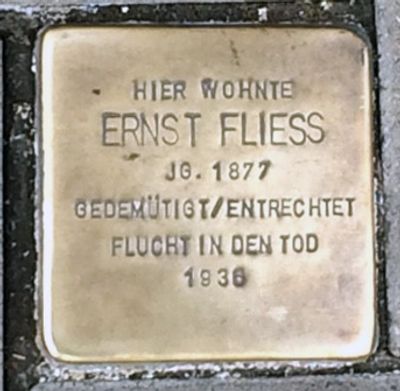 HIER WOHNTE
ERNST FLIESS
JG. 1877
GEDEMÜTIGT/ENTRECHTET
FLUCHT IN DEN TOD
1936